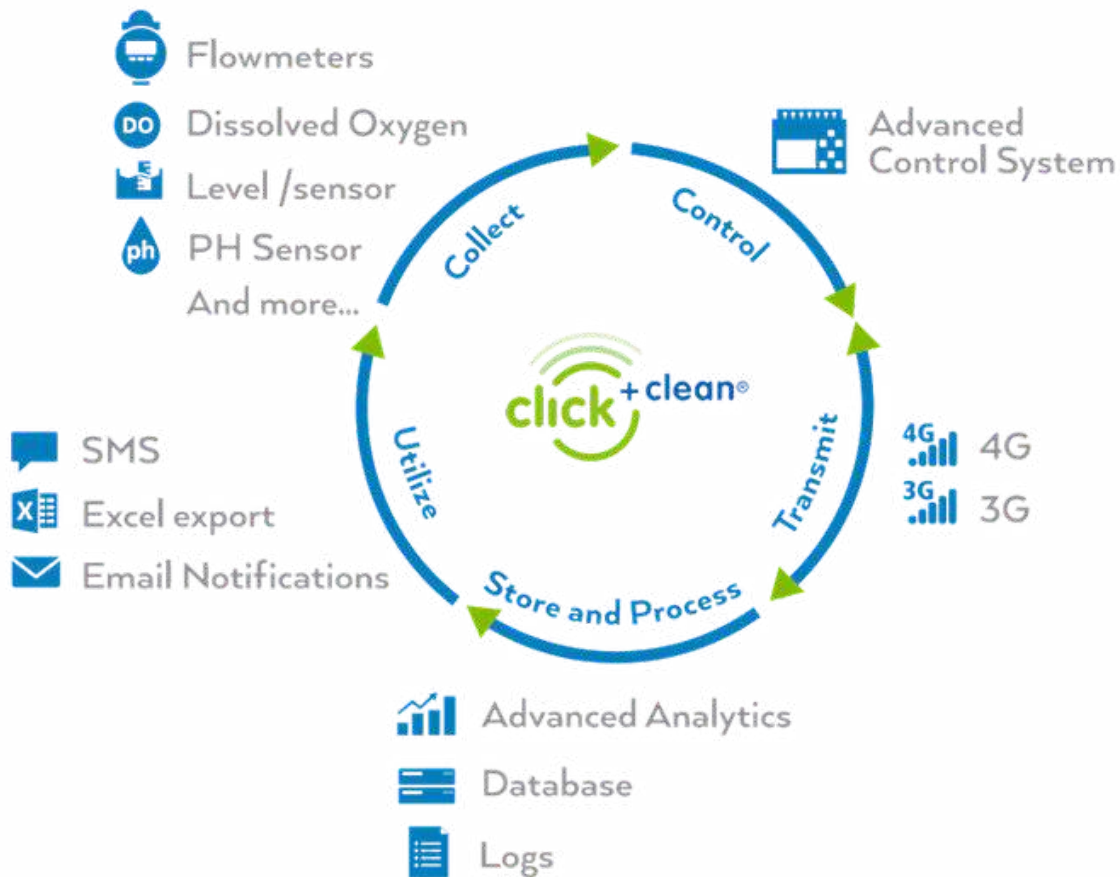 Flowmeters
DO
Dissolved Oxygen
Level /sensor
ph
PH Sensor
And more...
Advanced
Control System
Collect
Control
click + clean®
Utilize
Transmit
Store and Process
4G
4G
3G
3G
SMS
X
Excel export
Email Notifications
Advanced Analytics
Database
Logs